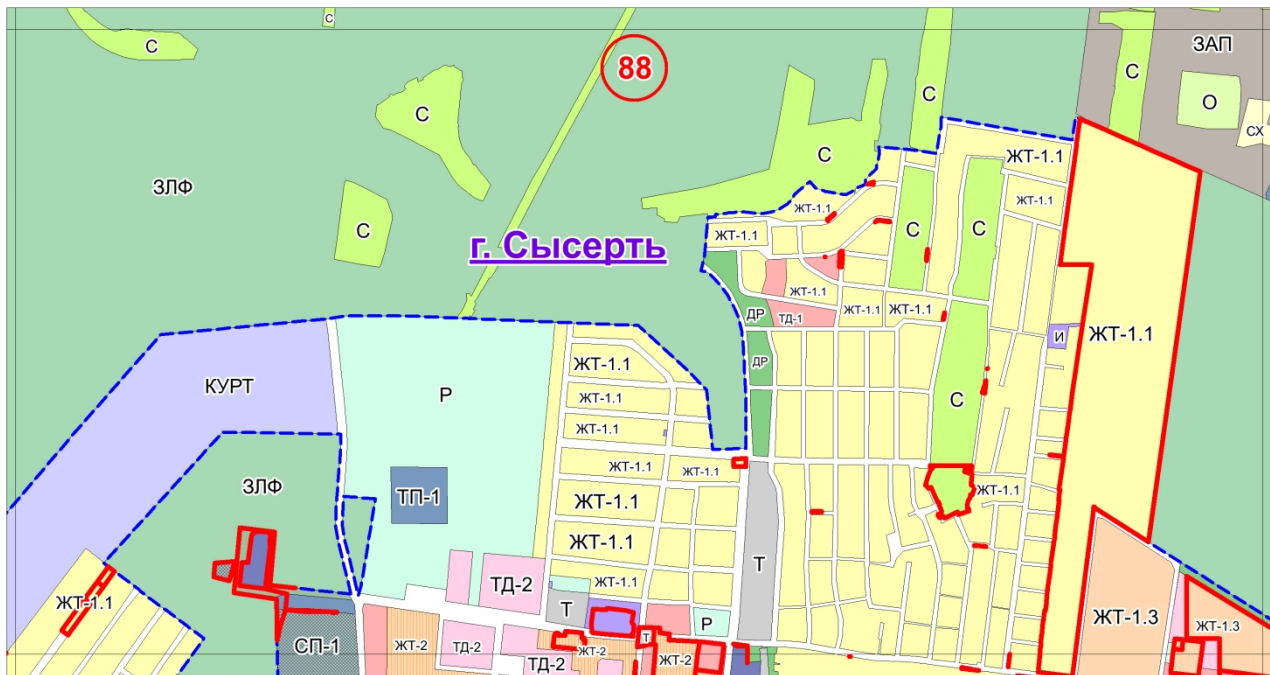 С
С
88
ЗАП
С
О
С
С
СХ
С
ЖТ-1.1
ЗЛФ
ЖТ-1.1
ЖТ-1.1
С
С
С
ЖТ-1.1
г. Сысерть
ЖТ-1.1
ЖТ-1.1
ЖТ-1.1
ДР
ТД-1
ЖТ-1.1
И
ЖТ-1.1
ДР
КУРТ
Р
ЖТ-1.1
ЖТ-1.1
С
ЖТ-1.1
ЖТ-1.1
ЖТ-1.1
ЗЛФ
ТП-1
ЖТ-1.1
ЖТ-1.1
ЖТ-1.1
Т
ТД-2
ЖТ-1.1
ЖТ-1.1
Т
Р
ЖТ-1.3
ЖТ-1.3
СП-1
ЖТ-2
ТД-2
ТД-2
ЖТ-2
Т
ЖТ-2